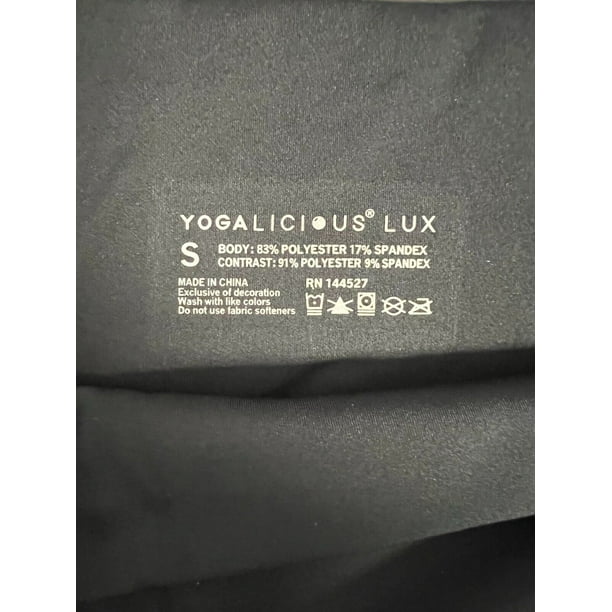 YOGALICIOUS® LUX
S BODY: 83% POLYESTER 17% SPANDEX
CONTRAST: 91% POLYESTER 9% SPANDEX
MADE IN CHINA RN 144527
Exclusive of decoration
Wash with like colors
Do not use fabric softeners